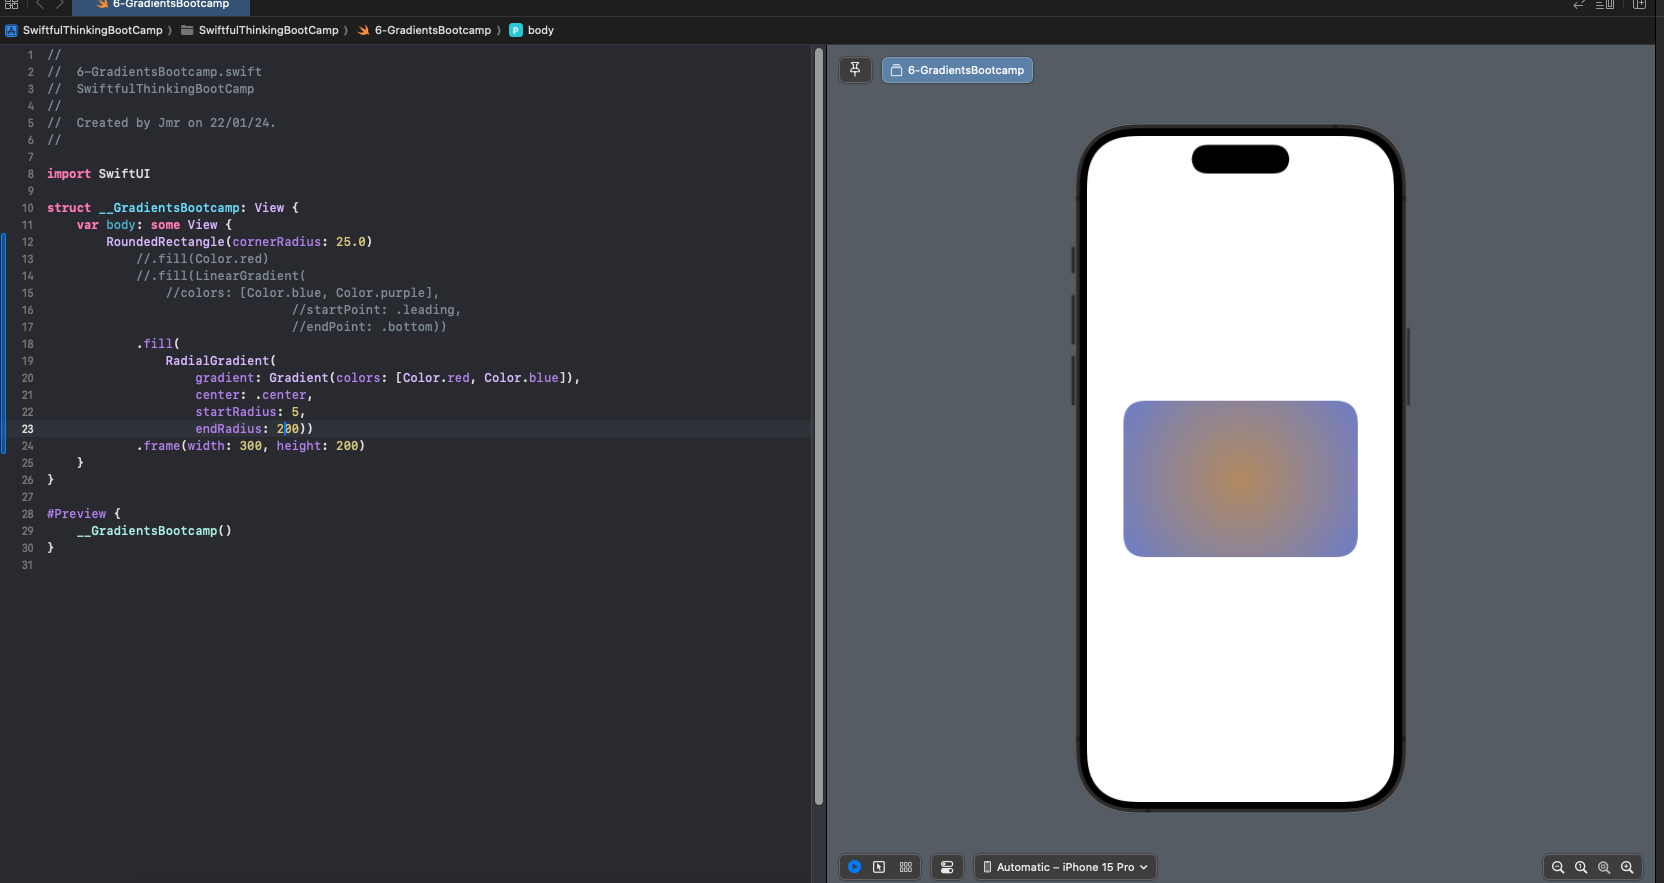 6-GradientsBootcamp
SwiftfulThinkingBootCamp 〉 SwiftfulThinkingBootCamp 〉 6-GradientsBootcamp 〉 P body
1 //
2 //  6-GradientsBootcamp.swift
3 //  SwiftfulThinkingBootCamp
4 //
5 //  Created by Jmr on 22/01/24.
6 //
7
8 import SwiftUI
9
10 struct __GradientsBootcamp: View {
11     var body: some View {
12         RoundedRectangle(cornerRadius: 25.0)
13             //.fill(Color.red)
14             //.fill(LinearGradient(
15                 //colors: [Color.blue, Color.purple],
16                                  //startPoint: .leading,
17                                  //endPoint: .bottom))
18             .fill(
19                 RadialGradient(
20                     gradient: Gradient(colors: [Color.red, Color.blue]),
21                     center: .center,
22                     startRadius: 5,
23                     endRadius: 200))
24             .frame(width: 300, height: 200)
25     }
26 }
27
28 #Preview {
29     __GradientsBootcamp()
30 }
31
6-GradientsBootcamp
Automatic – iPhone 15 Pro